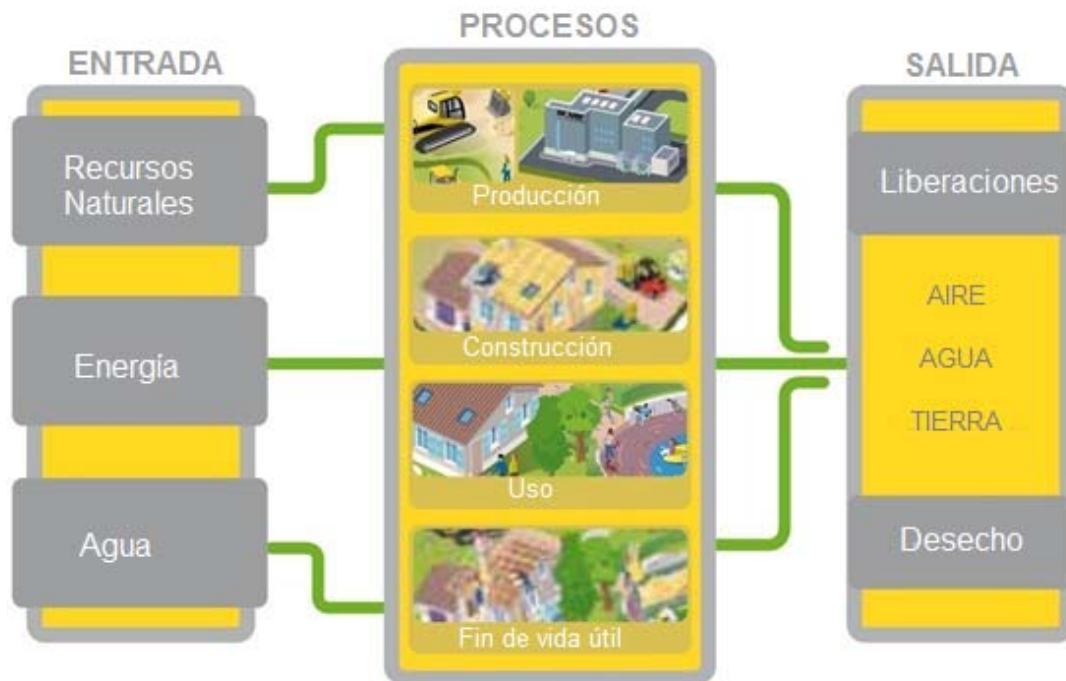 ENTRADA
Recursos
Naturales
Energía
Agua
PROCESOS
Producción
Construcción
Uso
Fin de vida útil
SALIDA
Liberaciones
AIRE
AGUA
TIERRA
Desecho